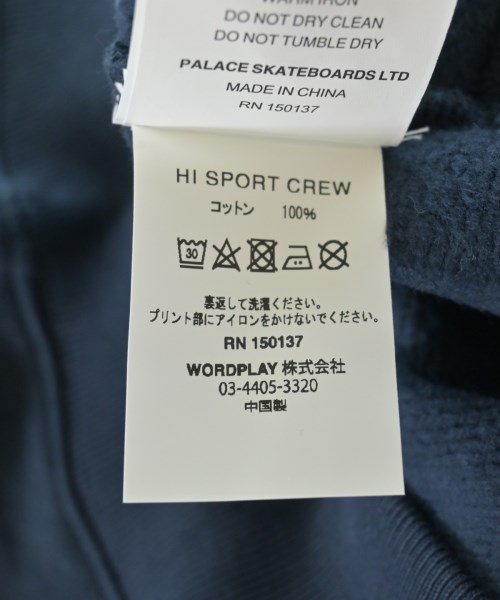 WARM IRON
DO NOT DRY CLEAN
DO NOT TUMBLE DRY
PALACE SKATEBOARDS LTD
MADE IN CHINA
RN 150137
HI SPORT CREW
コットン 100%
30
裏返して洗濯ください。
プリント部にアイロンをかけないでください。
RN 150137
WORDPLAY 株式会社
03-4405-3320
中国製